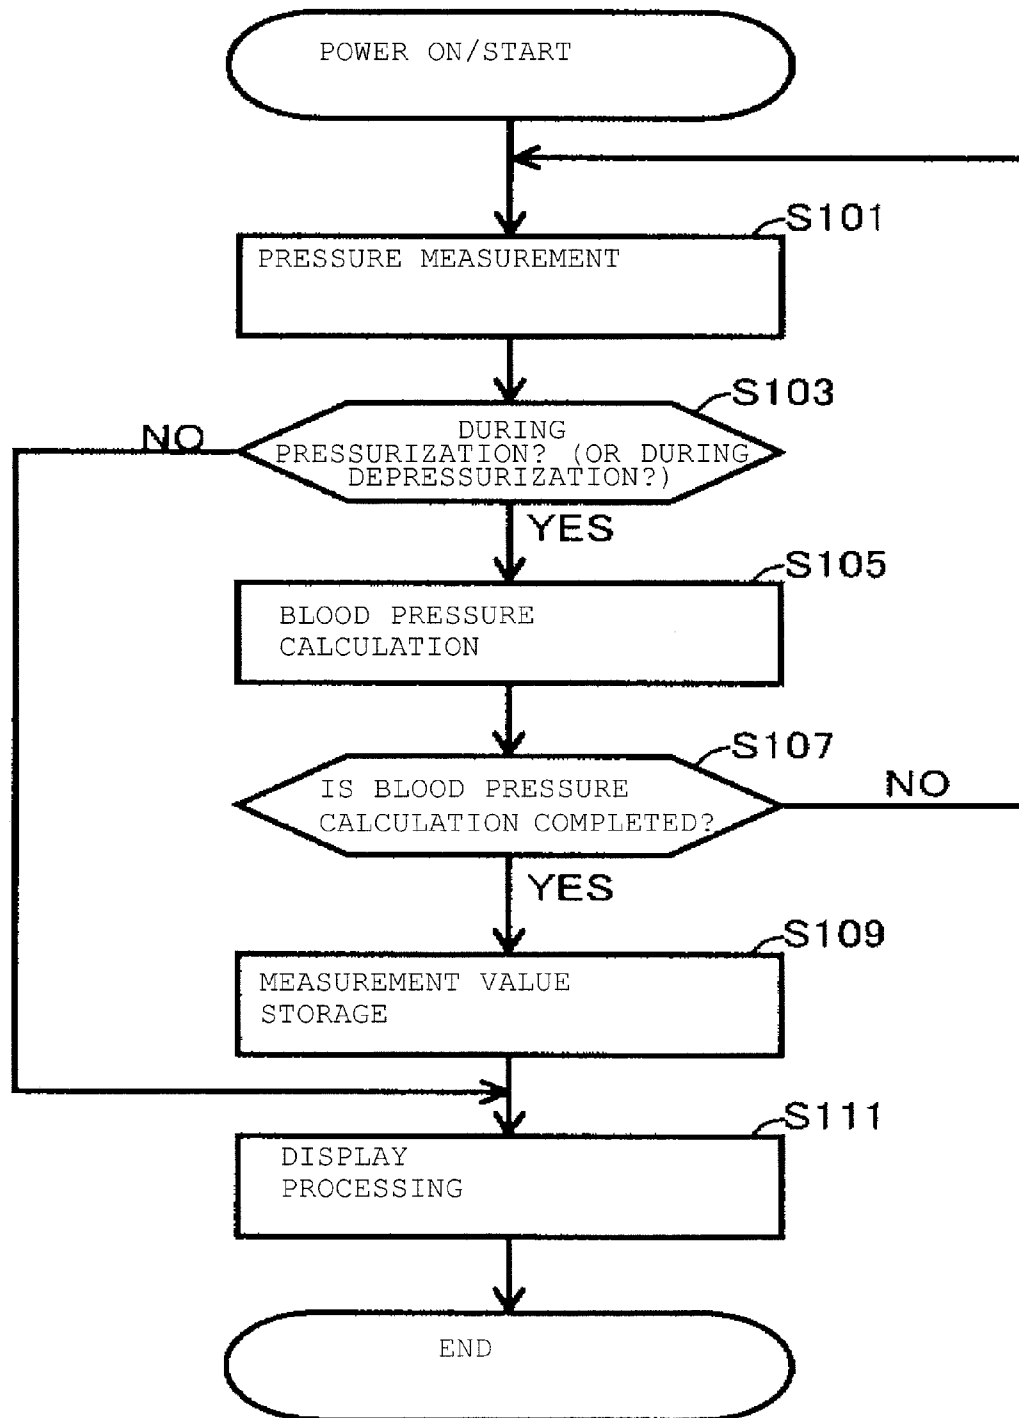 POWER ON/START
S101
PRESSURE MEASUREMENT
S103
NO
DURING
PRESSURIZATION? (OR DURING
DEPRESSURIZATION?)
YES
S105
BLOOD PRESSURE
CALCULATION
S107
IS BLOOD PRESSURE
CALCULATION COMPLETED?
NO
YES
S109
MEASUREMENT VALUE
STORAGE
S111
DISPLAY
PROCESSING
END